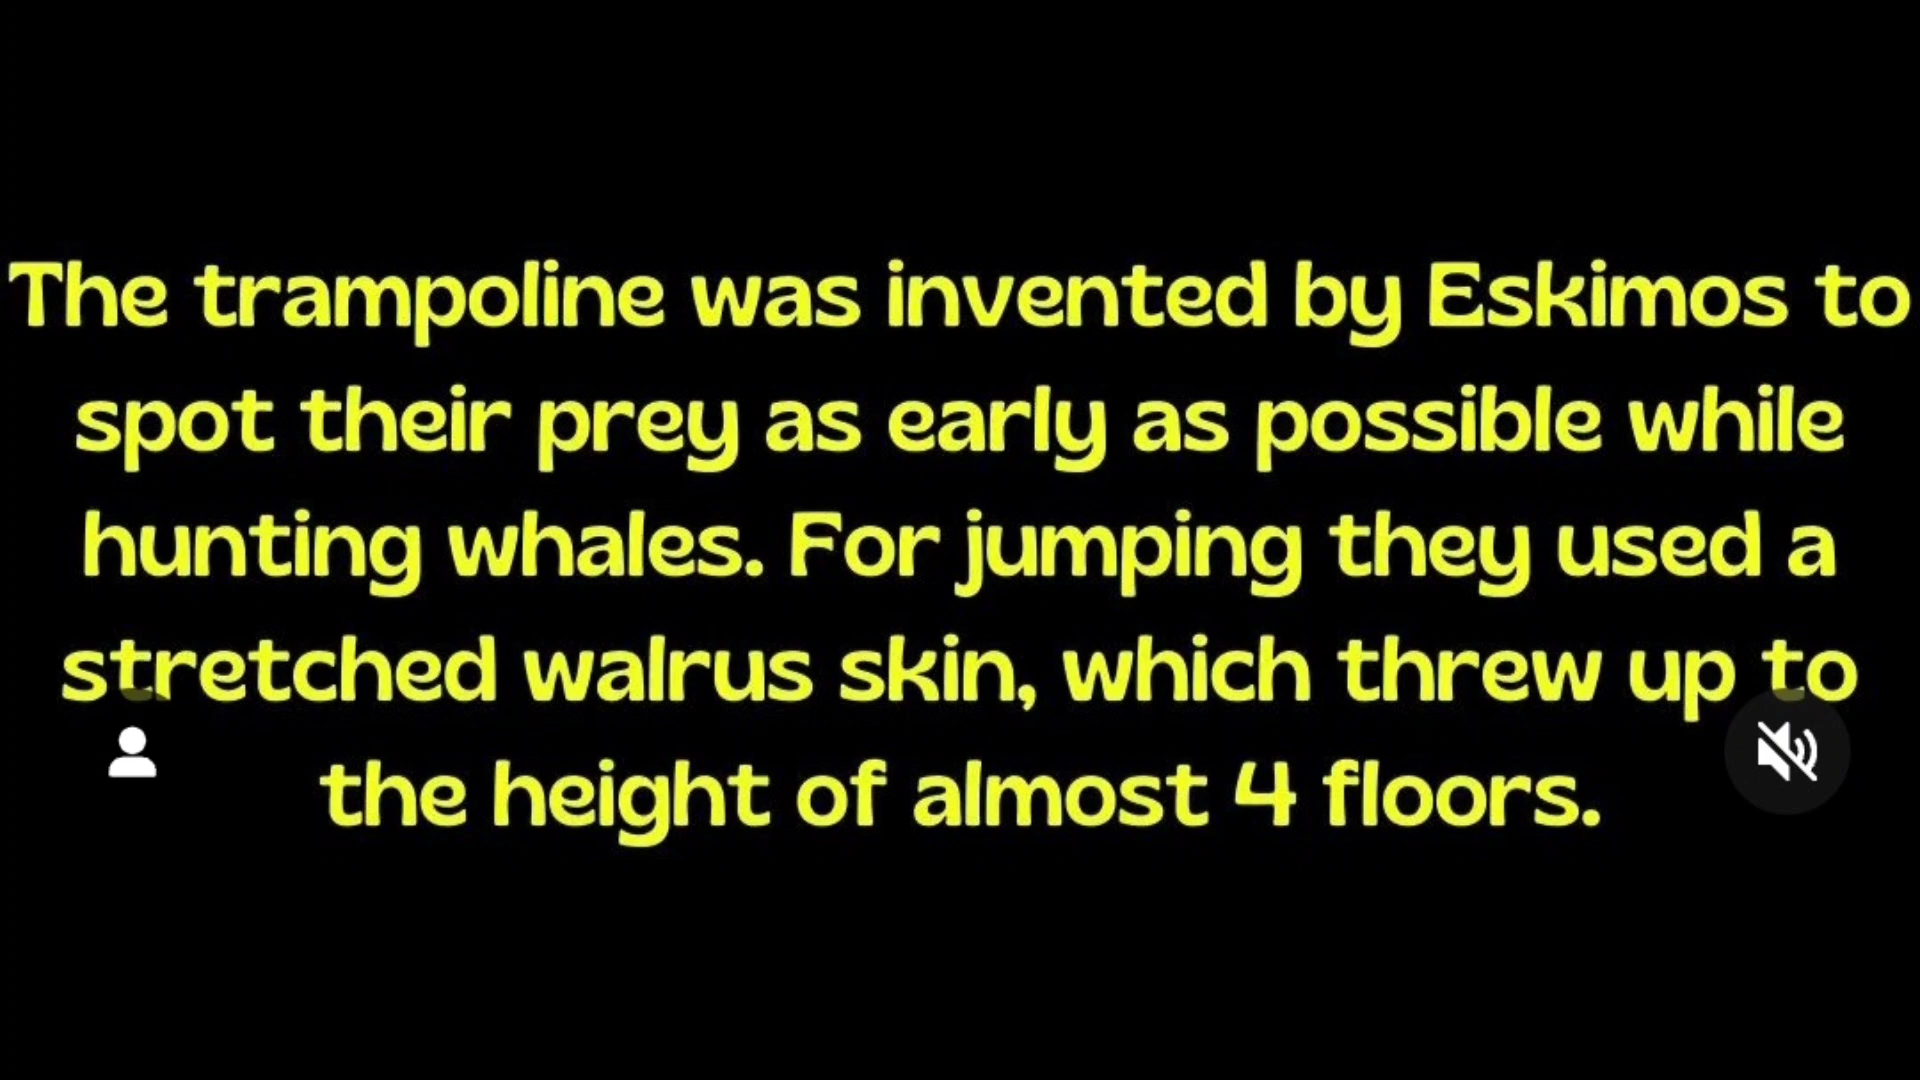 The trampoline was invented by Eskimos to
spot their prey as early as possible while
hunting whales. For jumping they used a
stretched walrus skin, which threw up to
the height of almost 4 floors.